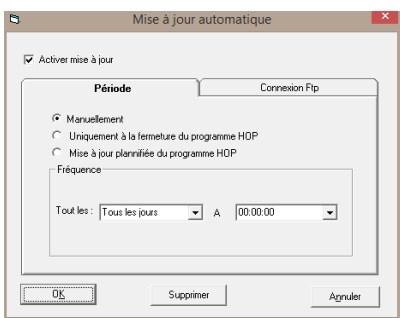 Mise à jour automatique
Activer mise à jour
Période
Connexion Ftp
Manuellement
Uniquement à la fermeture du programme HOP
Mise à jour plannifiée du programme HOP
Fréquence
Tout les : Tous les jours A 00:00:00
OK Supprimer Annuler